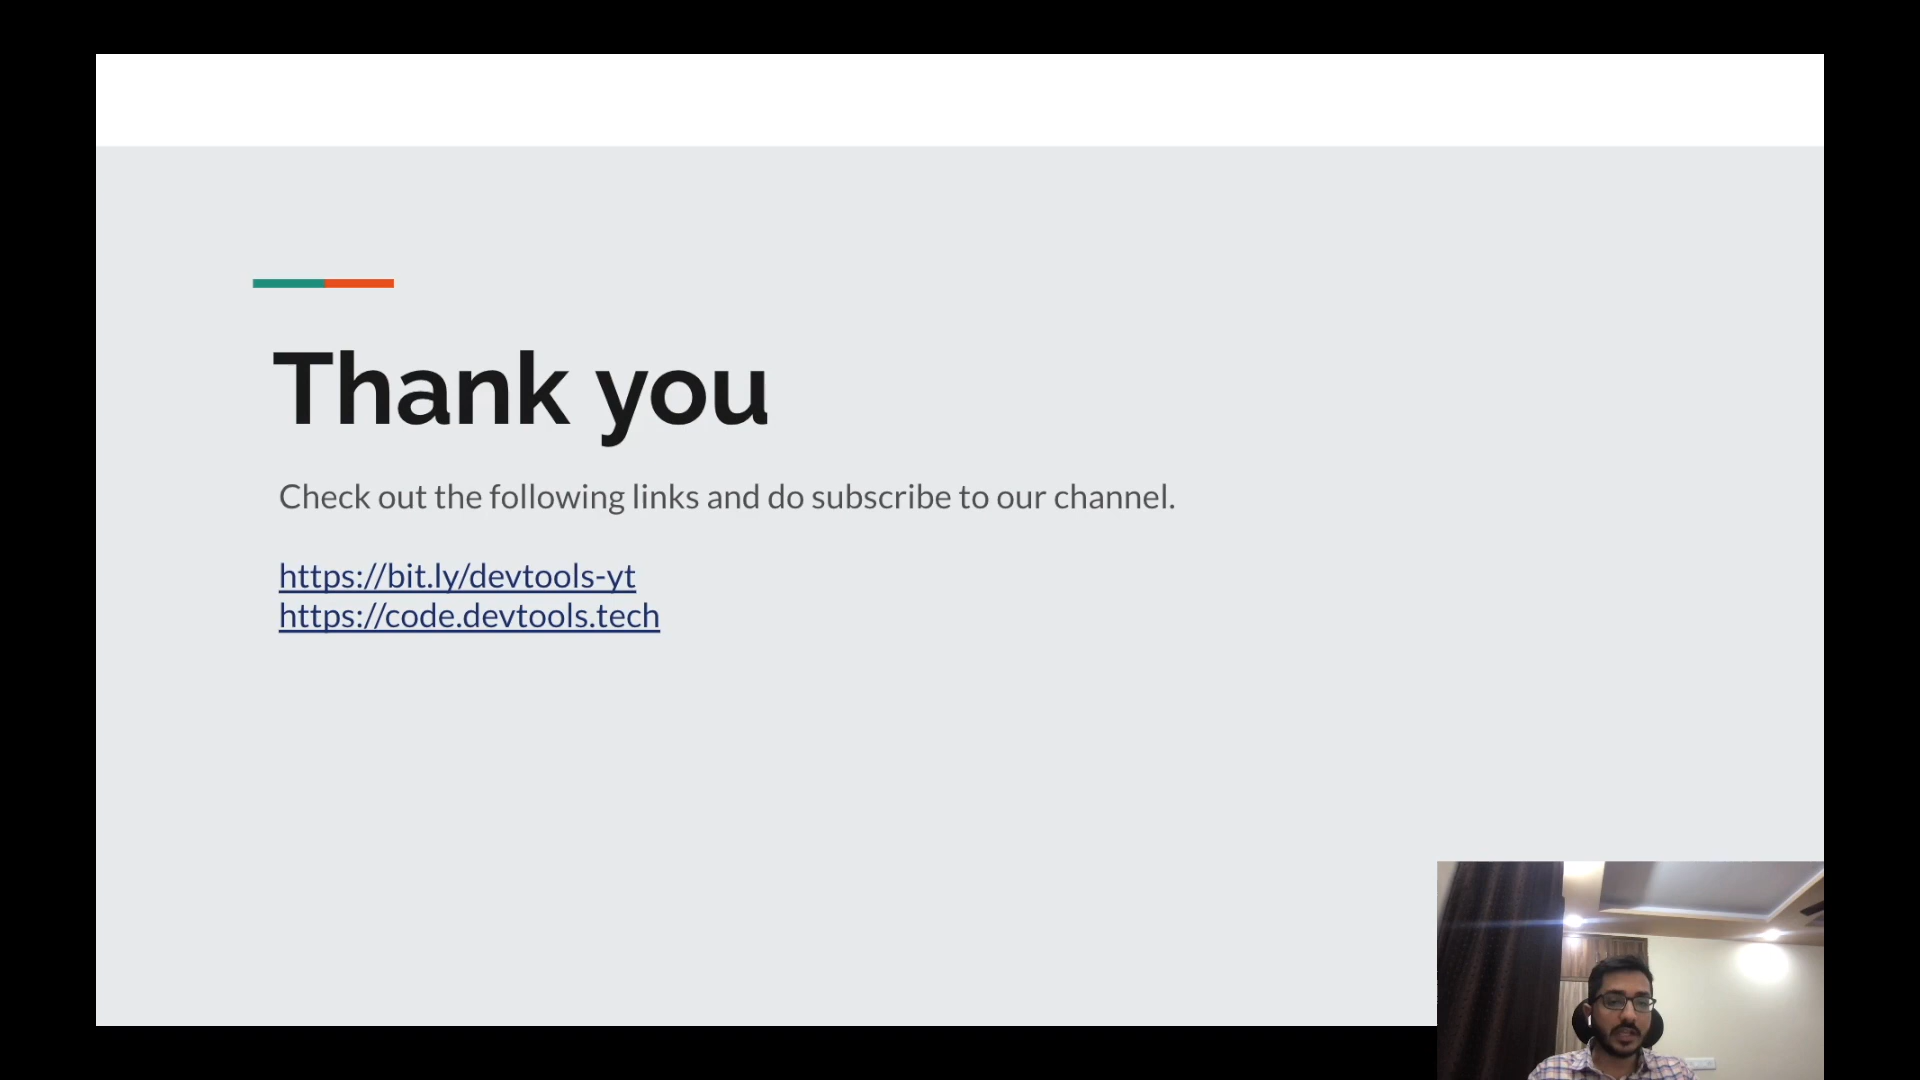 Thank you
Check out the following links and do subscribe to our channel.
https://bit.ly/devtools-yt
https://code.devtools.tech